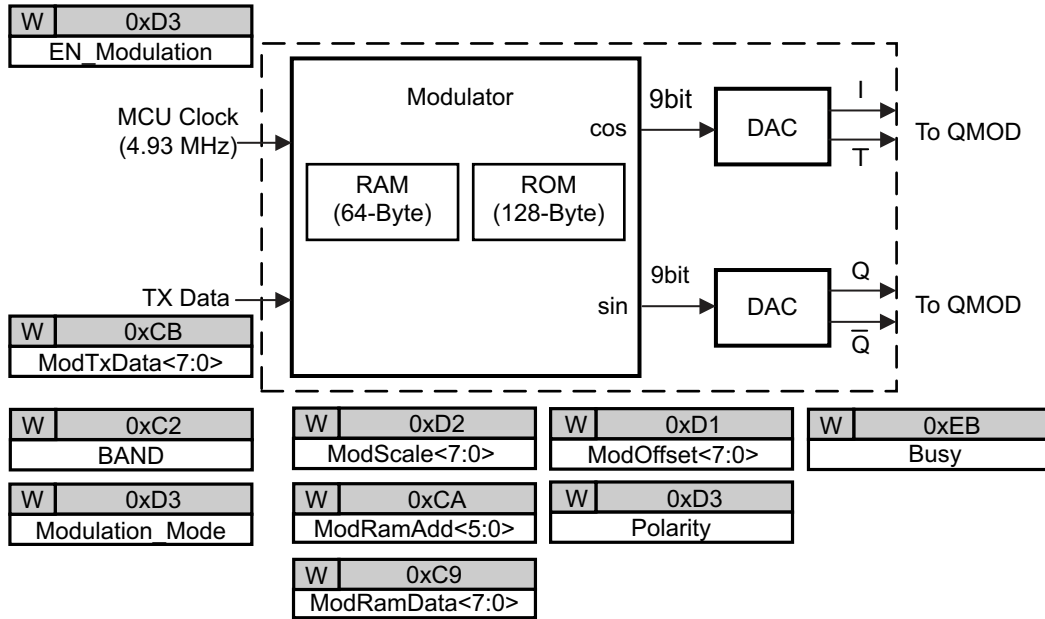 W 0xD3
EN_Modulation
MCU Clock
(4.93 MHz)
Modulator
cos
RAM
(64-Byte)
ROM
(128-Byte)
9bit
DAC
I
T
To QMOD
TX Data
sin
9bit
DAC
Q
Q̅
To QMOD
W 0xCB
ModTxData<7:0>
W 0xC2
BAND
W 0xD2
ModScale<7:0>
W 0xD1
ModOffset<7:0>
W 0xEB
Busy
W 0xD3
Modulation_Mode
W 0xCA
ModRamAdd<5:0>
W 0xD3
Polarity
W 0xC9
ModRamData<7:0>